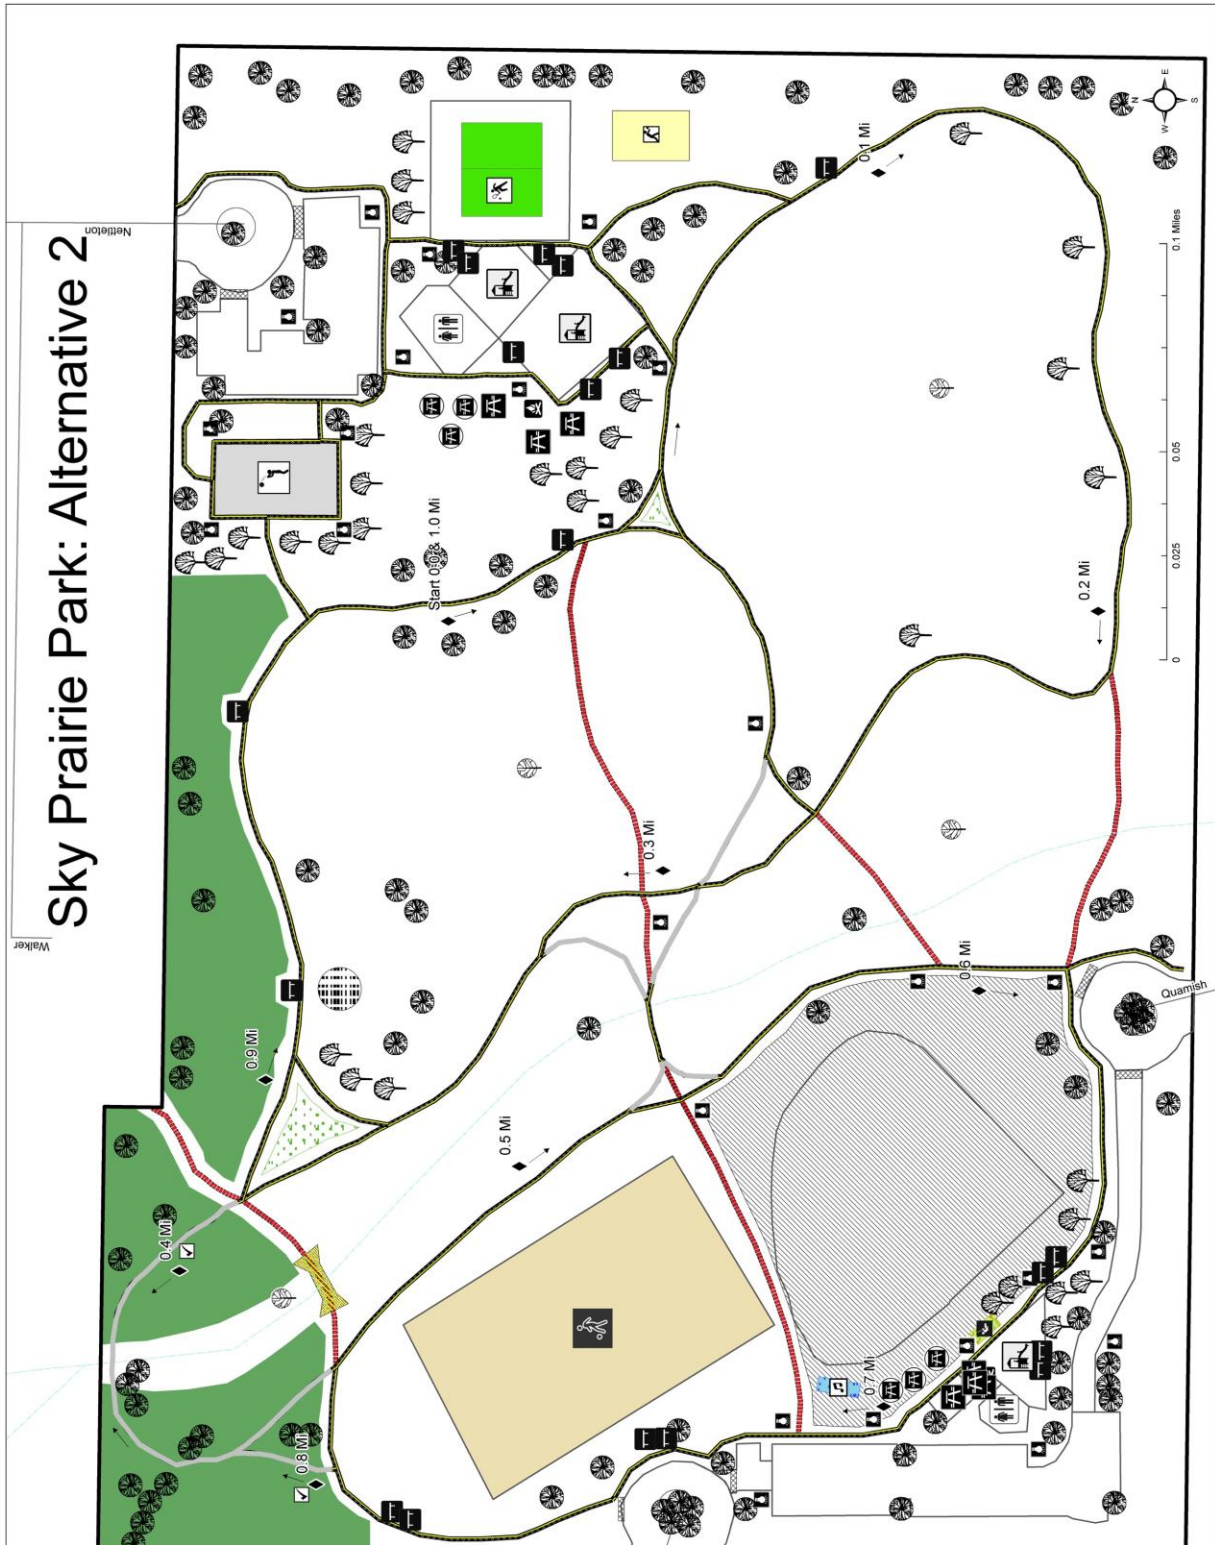 Sky Prairie Park: Alternative 2
Walker
Nettleton
Start 0.0 & 1.0 Mi
0.1 Mi
0.2 Mi
0.3 Mi
0.4 Mi
0.5 Mi
0.6 Mi
0.7 Mi
0.8 Mi
0.9 Mi
Quamish
N
E
S
W
0
0.025
0.05
0.1 Miles